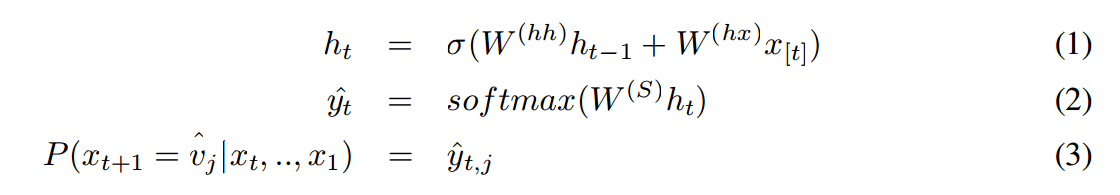 h_t = σ(W^(hh) h_{t−1} + W^(hx) x_[t]) (1)
ŷ_t = softmax(W^(S) h_t) (2)
P(x_{t+1} = v̂_j|x_t, .., x_1) = ŷ_{t,j} (3)